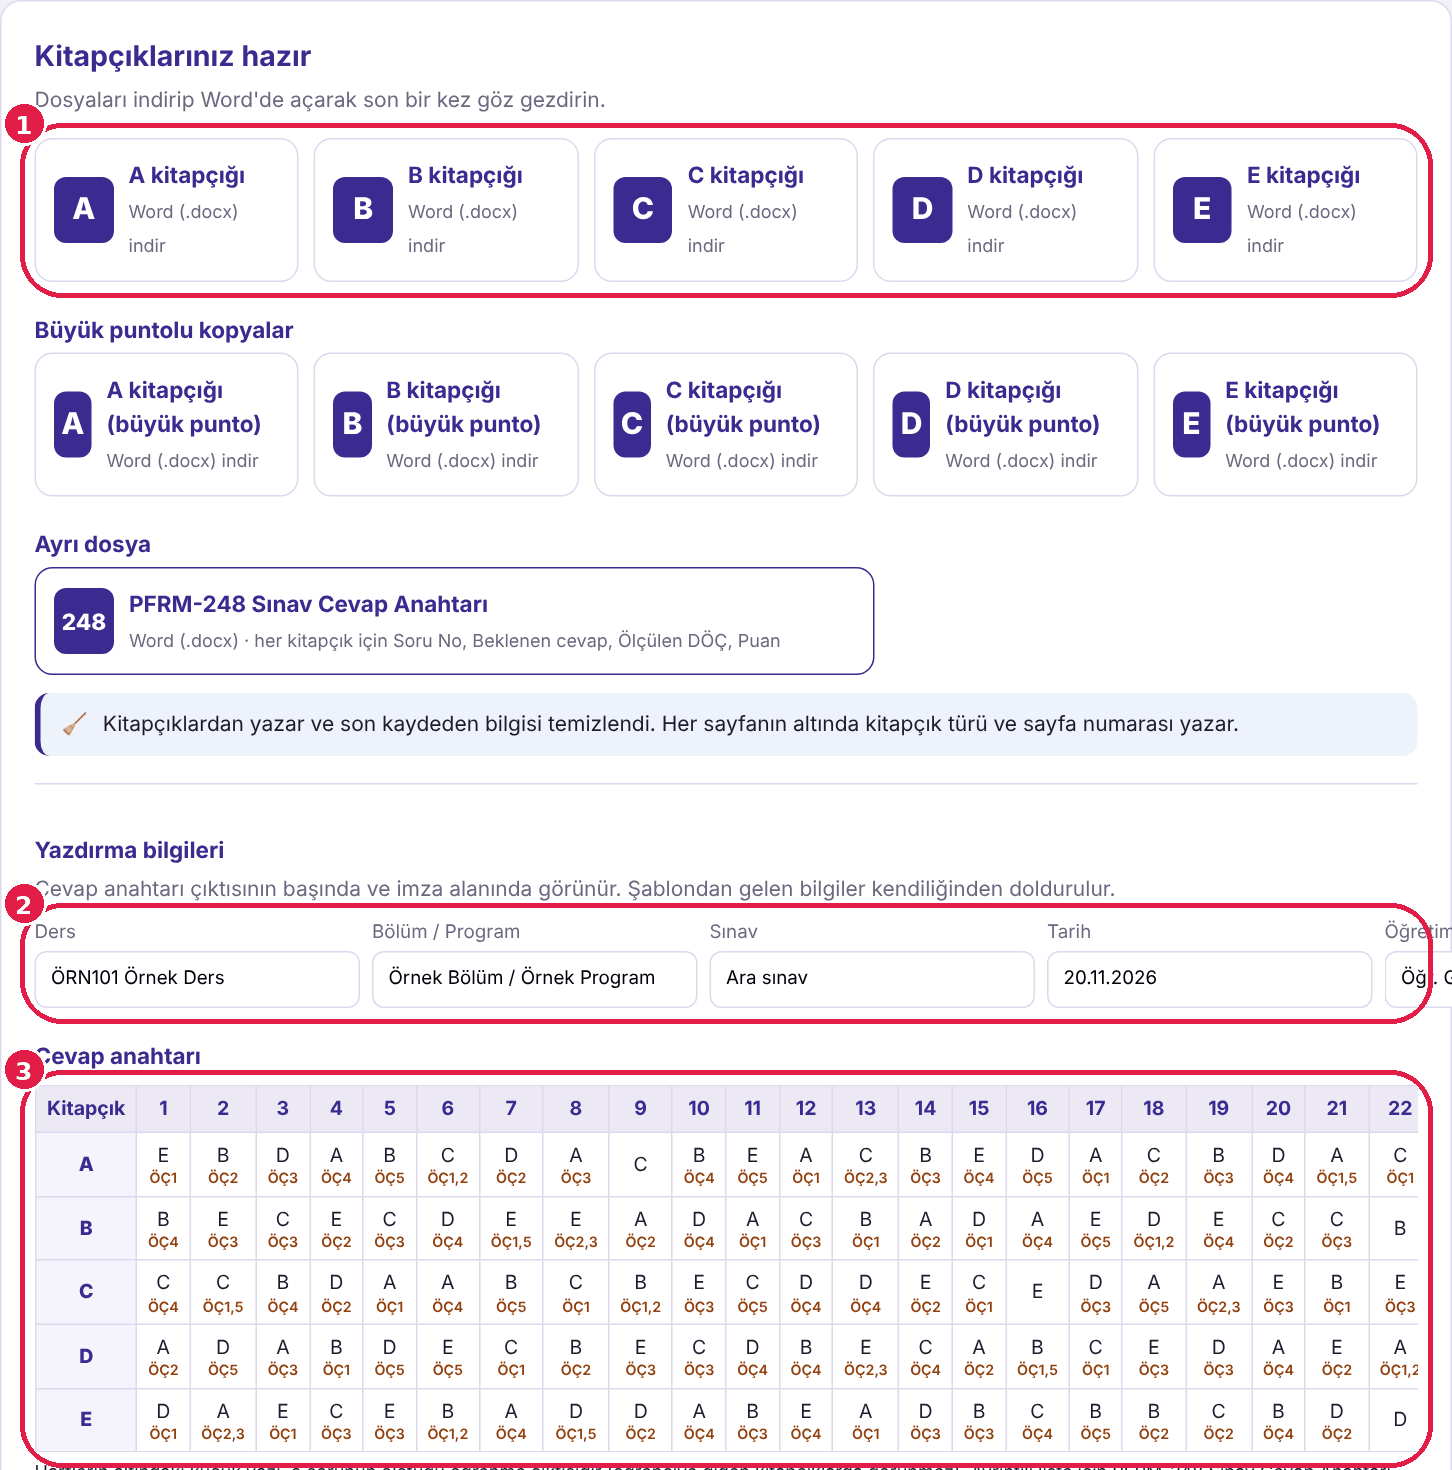 Kitapçıklarınız hazır
Dosyaları indirip Word'de açarak son bir kez göz gezdirin.
1
A A kitapçığı Word (.docx) indir
B B kitapçığı Word (.docx) indir
C C kitapçığı Word (.docx) indir
D D kitapçığı Word (.docx) indir
E E kitapçığı Word (.docx) indir
Büyük puntolu kopyalar
A A kitapçığı (büyük punto) Word (.docx) indir
B B kitapçığı (büyük punto) Word (.docx) indir
C C kitapçığı (büyük punto) Word (.docx) indir
D D kitapçığı (büyük punto) Word (.docx) indir
E E kitapçığı (büyük punto) Word (.docx) indir
Ayrı dosya
248 PFRM-248 Sınav Cevap Anahtarı
Word (.docx) · her kitapçık için Soru No, Beklenen cevap, Ölçülen DÖÇ, Puan
Kitapçıklardan yazar ve son kaydeden bilgisi temizlendi. Her sayfanın altında kitapçık türü ve sayfa numarası yazar.
Yazdırma bilgileri
Cevap anahtarı çıktısının başında ve imza alanında görünür. Şablondan gelen bilgiler kendiliğinden doldurulur.
2
Ders Bölüm / Program Sınav Tarih
ÖRN101 Örnek Ders Örnek Bölüm / Örnek Program Ara sınav 20.11.2026
Cevap anahtarı
3
Kitapçık 1 2 3 4 5 6 7 8 9 10 11 12 13 14 15 16 17 18 19 20 21 22
A E B D A B C D A C B E A C B E D A C B D A C
ÖÇ1 ÖÇ2 ÖÇ3 ÖÇ4 ÖÇ5 ÖÇ1,2 ÖÇ2 ÖÇ3 ÖÇ4 ÖÇ5 ÖÇ1 ÖÇ2,3 ÖÇ3 ÖÇ4 ÖÇ5 ÖÇ1 ÖÇ2 ÖÇ3 ÖÇ4 ÖÇ1,5 ÖÇ1
B B E C E C D E E A D A C B A D A E D E C C B
ÖÇ4 ÖÇ3 ÖÇ3 ÖÇ2 ÖÇ3 ÖÇ4 ÖÇ1,5 ÖÇ2,3 ÖÇ2 ÖÇ4 ÖÇ1 ÖÇ3 ÖÇ1 ÖÇ2 ÖÇ1 ÖÇ4 ÖÇ5 ÖÇ1,2 ÖÇ4 ÖÇ2 ÖÇ3
C C C B D A A B C B E C D D E C E D A A E B E
ÖÇ4 ÖÇ1,5 ÖÇ4 ÖÇ2 ÖÇ1 ÖÇ4 ÖÇ5 ÖÇ1 ÖÇ1,2 ÖÇ3 ÖÇ5 ÖÇ4 ÖÇ4 ÖÇ2 ÖÇ1 ÖÇ3 ÖÇ5 ÖÇ2,3 ÖÇ3 ÖÇ1 ÖÇ3
D A D A B D E C B E C D B E C A B C E D A E A
ÖÇ2 ÖÇ5 ÖÇ3 ÖÇ1 ÖÇ5 ÖÇ5 ÖÇ1 ÖÇ2 ÖÇ3 ÖÇ3 ÖÇ4 ÖÇ4 ÖÇ2,3 ÖÇ4 ÖÇ2 ÖÇ1,5 ÖÇ1 ÖÇ3 ÖÇ3 ÖÇ4 ÖÇ2 ÖÇ1,2
E D A E C E B A D D A B E A D B C B B C B D D
ÖÇ1 ÖÇ2,3 ÖÇ1 ÖÇ3 ÖÇ3 ÖÇ1,2 ÖÇ4 ÖÇ1,5 ÖÇ2 ÖÇ4 ÖÇ3 ÖÇ4 ÖÇ1 ÖÇ3 ÖÇ3 ÖÇ4 ÖÇ5 ÖÇ2 ÖÇ2 ÖÇ4 ÖÇ2